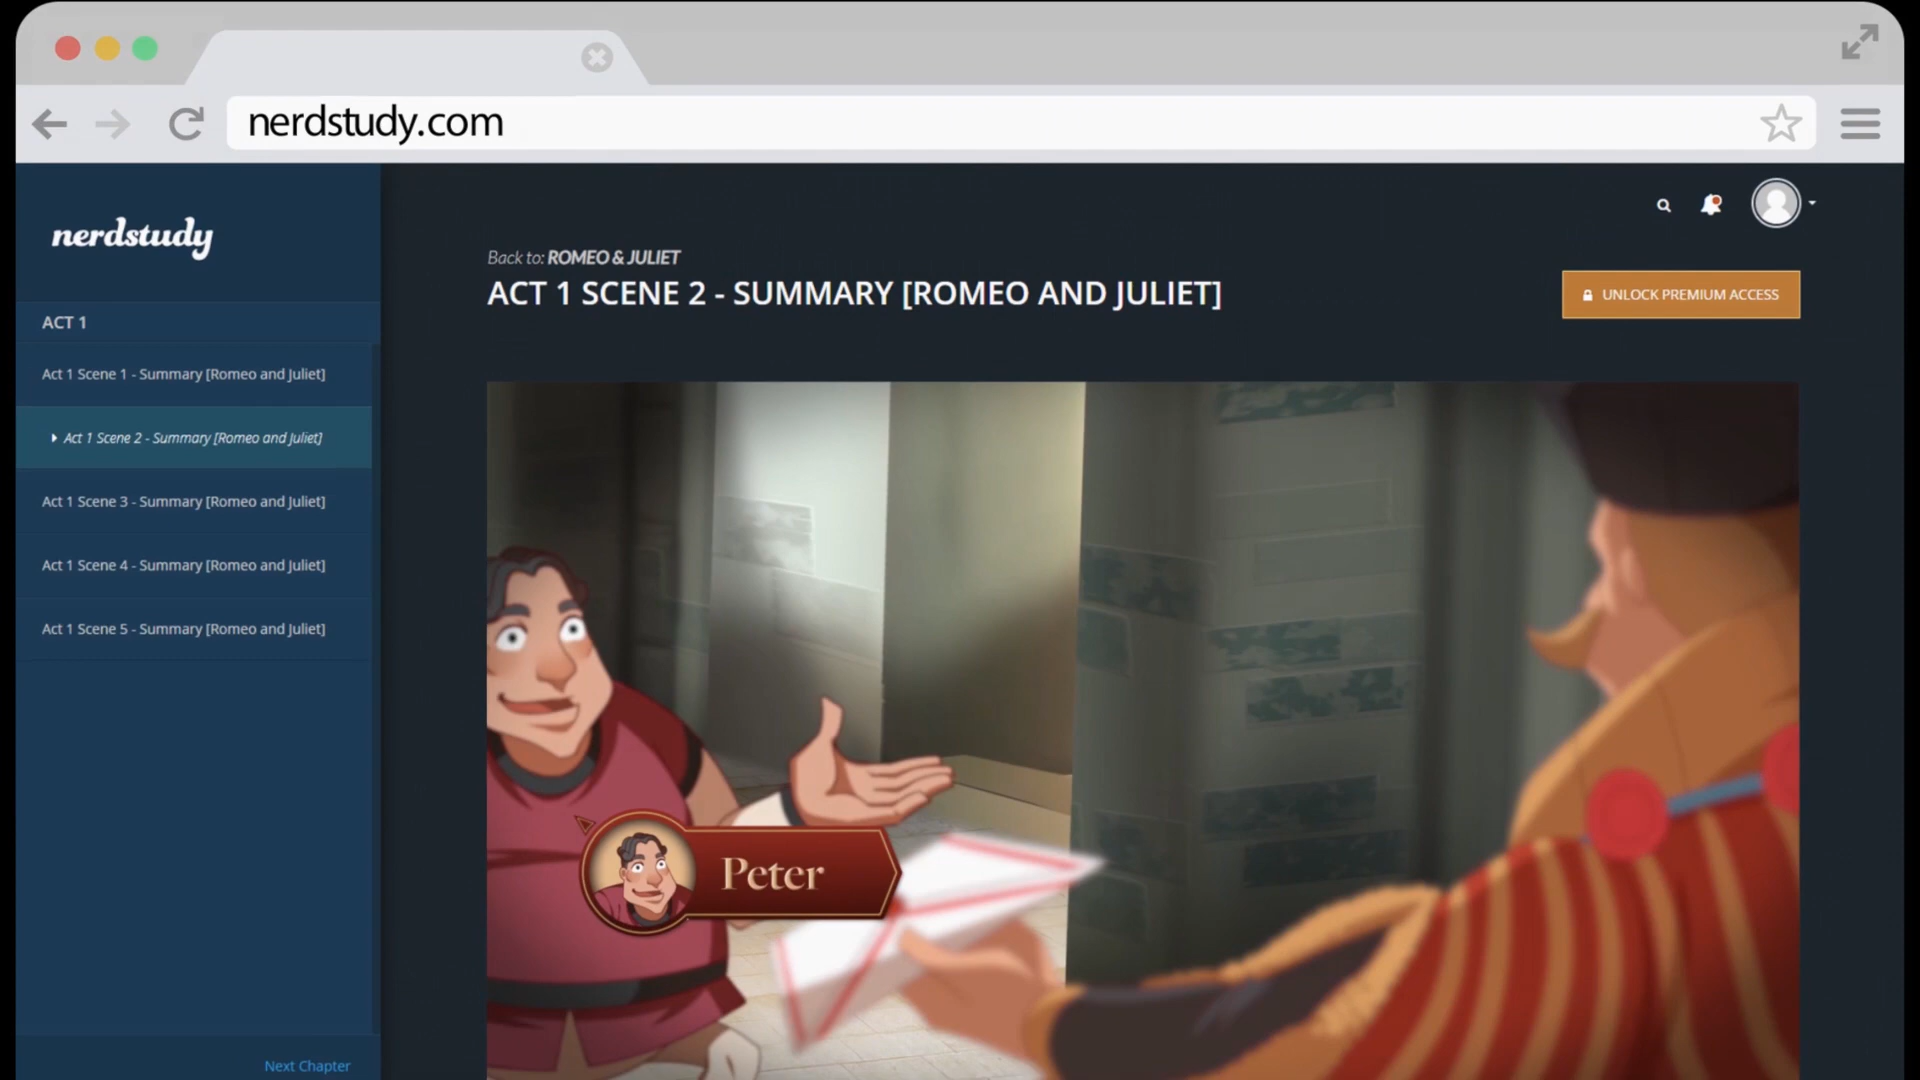 nerdstudy.com
nerdstudy
ACT 1
Act 1 Scene 1 - Summary [Romeo and Juliet]
Act 1 Scene 2 - Summary [Romeo and Juliet]
Act 1 Scene 3 - Summary [Romeo and Juliet]
Act 1 Scene 4 - Summary [Romeo and Juliet]
Act 1 Scene 5 - Summary [Romeo and Juliet]
Next Chapter
Back to: ROMEO & JULIET
ACT 1 SCENE 2 - SUMMARY [ROMEO AND JULIET]
UNLOCK PREMIUM ACCESS
Peter